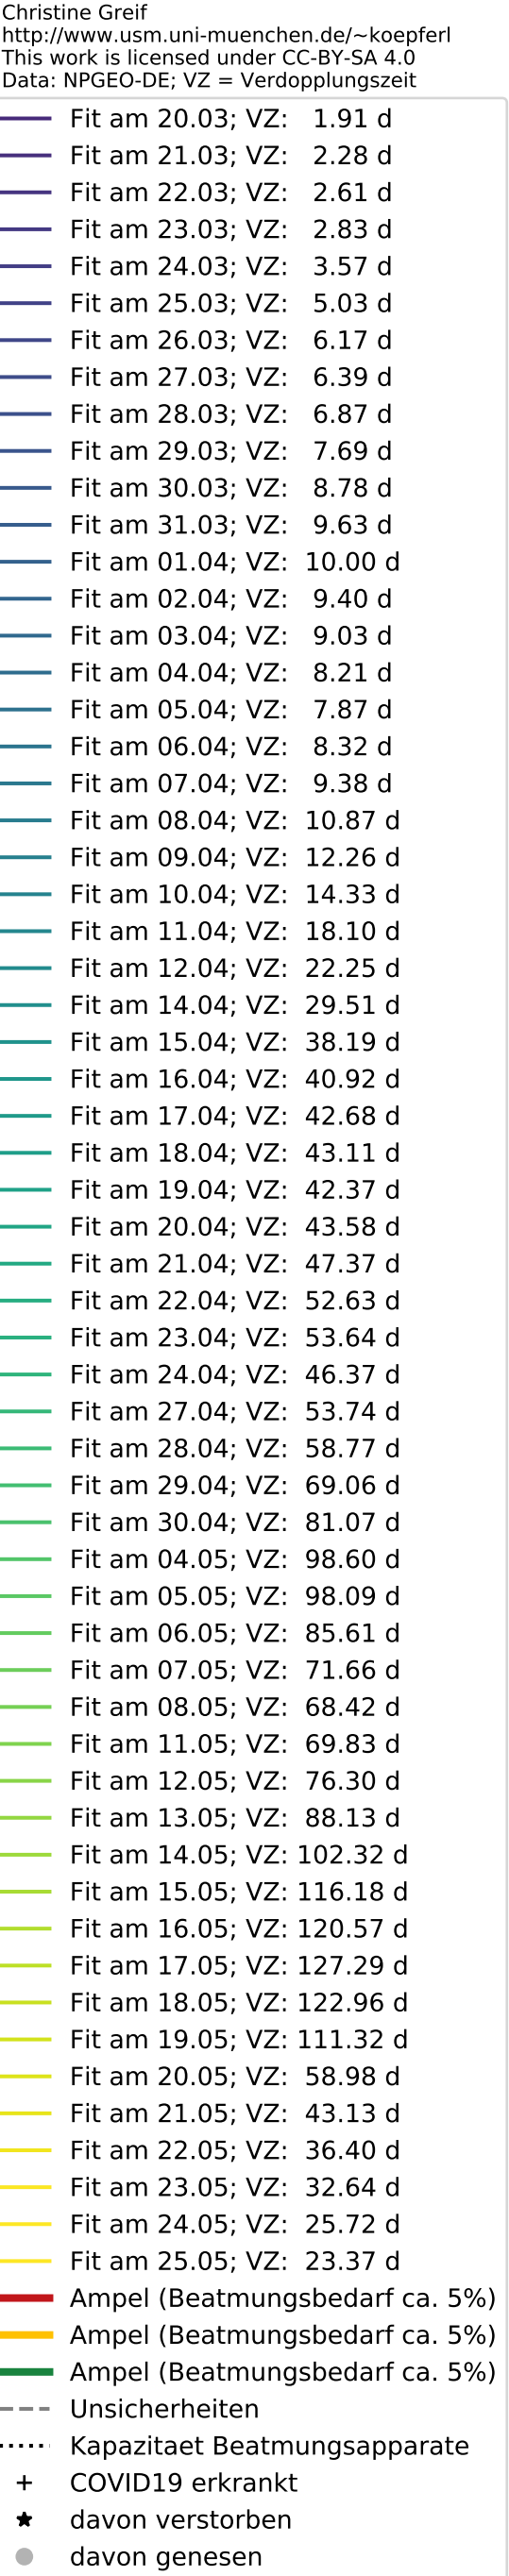 Christine Greif
http://www.usm.uni-muenchen.de/~koepferl
This work is licensed under CC-BY-SA 4.0
Data: NPGEO-DE; VZ = Verdopplungszeit
Fit am 20.03; VZ: 1.91 d
Fit am 21.03; VZ: 2.28 d
Fit am 22.03; VZ: 2.61 d
Fit am 23.03; VZ: 2.83 d
Fit am 24.03; VZ: 3.57 d
Fit am 25.03; VZ: 5.03 d
Fit am 26.03; VZ: 6.17 d
Fit am 27.03; VZ: 6.39 d
Fit am 28.03; VZ: 6.87 d
Fit am 29.03; VZ: 7.69 d
Fit am 30.03; VZ: 8.78 d
Fit am 31.03; VZ: 9.63 d
Fit am 01.04; VZ: 10.00 d
Fit am 02.04; VZ: 9.40 d
Fit am 03.04; VZ: 9.03 d
Fit am 04.04; VZ: 8.21 d
Fit am 05.04; VZ: 7.87 d
Fit am 06.04; VZ: 8.32 d
Fit am 07.04; VZ: 9.38 d
Fit am 08.04; VZ: 10.87 d
Fit am 09.04; VZ: 12.26 d
Fit am 10.04; VZ: 14.33 d
Fit am 11.04; VZ: 18.10 d
Fit am 12.04; VZ: 22.25 d
Fit am 14.04; VZ: 29.51 d
Fit am 15.04; VZ: 38.19 d
Fit am 16.04; VZ: 40.92 d
Fit am 17.04; VZ: 42.68 d
Fit am 18.04; VZ: 43.11 d
Fit am 19.04; VZ: 42.37 d
Fit am 20.04; VZ: 43.58 d
Fit am 21.04; VZ: 47.37 d
Fit am 22.04; VZ: 52.63 d
Fit am 23.04; VZ: 53.64 d
Fit am 24.04; VZ: 46.37 d
Fit am 27.04; VZ: 53.74 d
Fit am 28.04; VZ: 58.77 d
Fit am 29.04; VZ: 69.06 d
Fit am 30.04; VZ: 81.07 d
Fit am 04.05; VZ: 98.60 d
Fit am 05.05; VZ: 98.09 d
Fit am 06.05; VZ: 85.61 d
Fit am 07.05; VZ: 71.66 d
Fit am 08.05; VZ: 68.42 d
Fit am 11.05; VZ: 69.83 d
Fit am 12.05; VZ: 76.30 d
Fit am 13.05; VZ: 88.13 d
Fit am 14.05; VZ: 102.32 d
Fit am 15.05; VZ: 116.18 d
Fit am 16.05; VZ: 120.57 d
Fit am 17.05; VZ: 127.29 d
Fit am 18.05; VZ: 122.96 d
Fit am 19.05; VZ: 111.32 d
Fit am 20.05; VZ: 58.98 d
Fit am 21.05; VZ: 43.13 d
Fit am 22.05; VZ: 36.40 d
Fit am 23.05; VZ: 32.64 d
Fit am 24.05; VZ: 25.72 d
Fit am 25.05; VZ: 23.37 d
Ampel (Beatmungsbedarf ca. 5%)
Ampel (Beatmungsbedarf ca. 5%)
Ampel (Beatmungsbedarf ca. 5%)
Unsicherheiten
Kapazitaet Beatmungsapparate
COVID19 erkrankt
davon verstorben
davon genesen